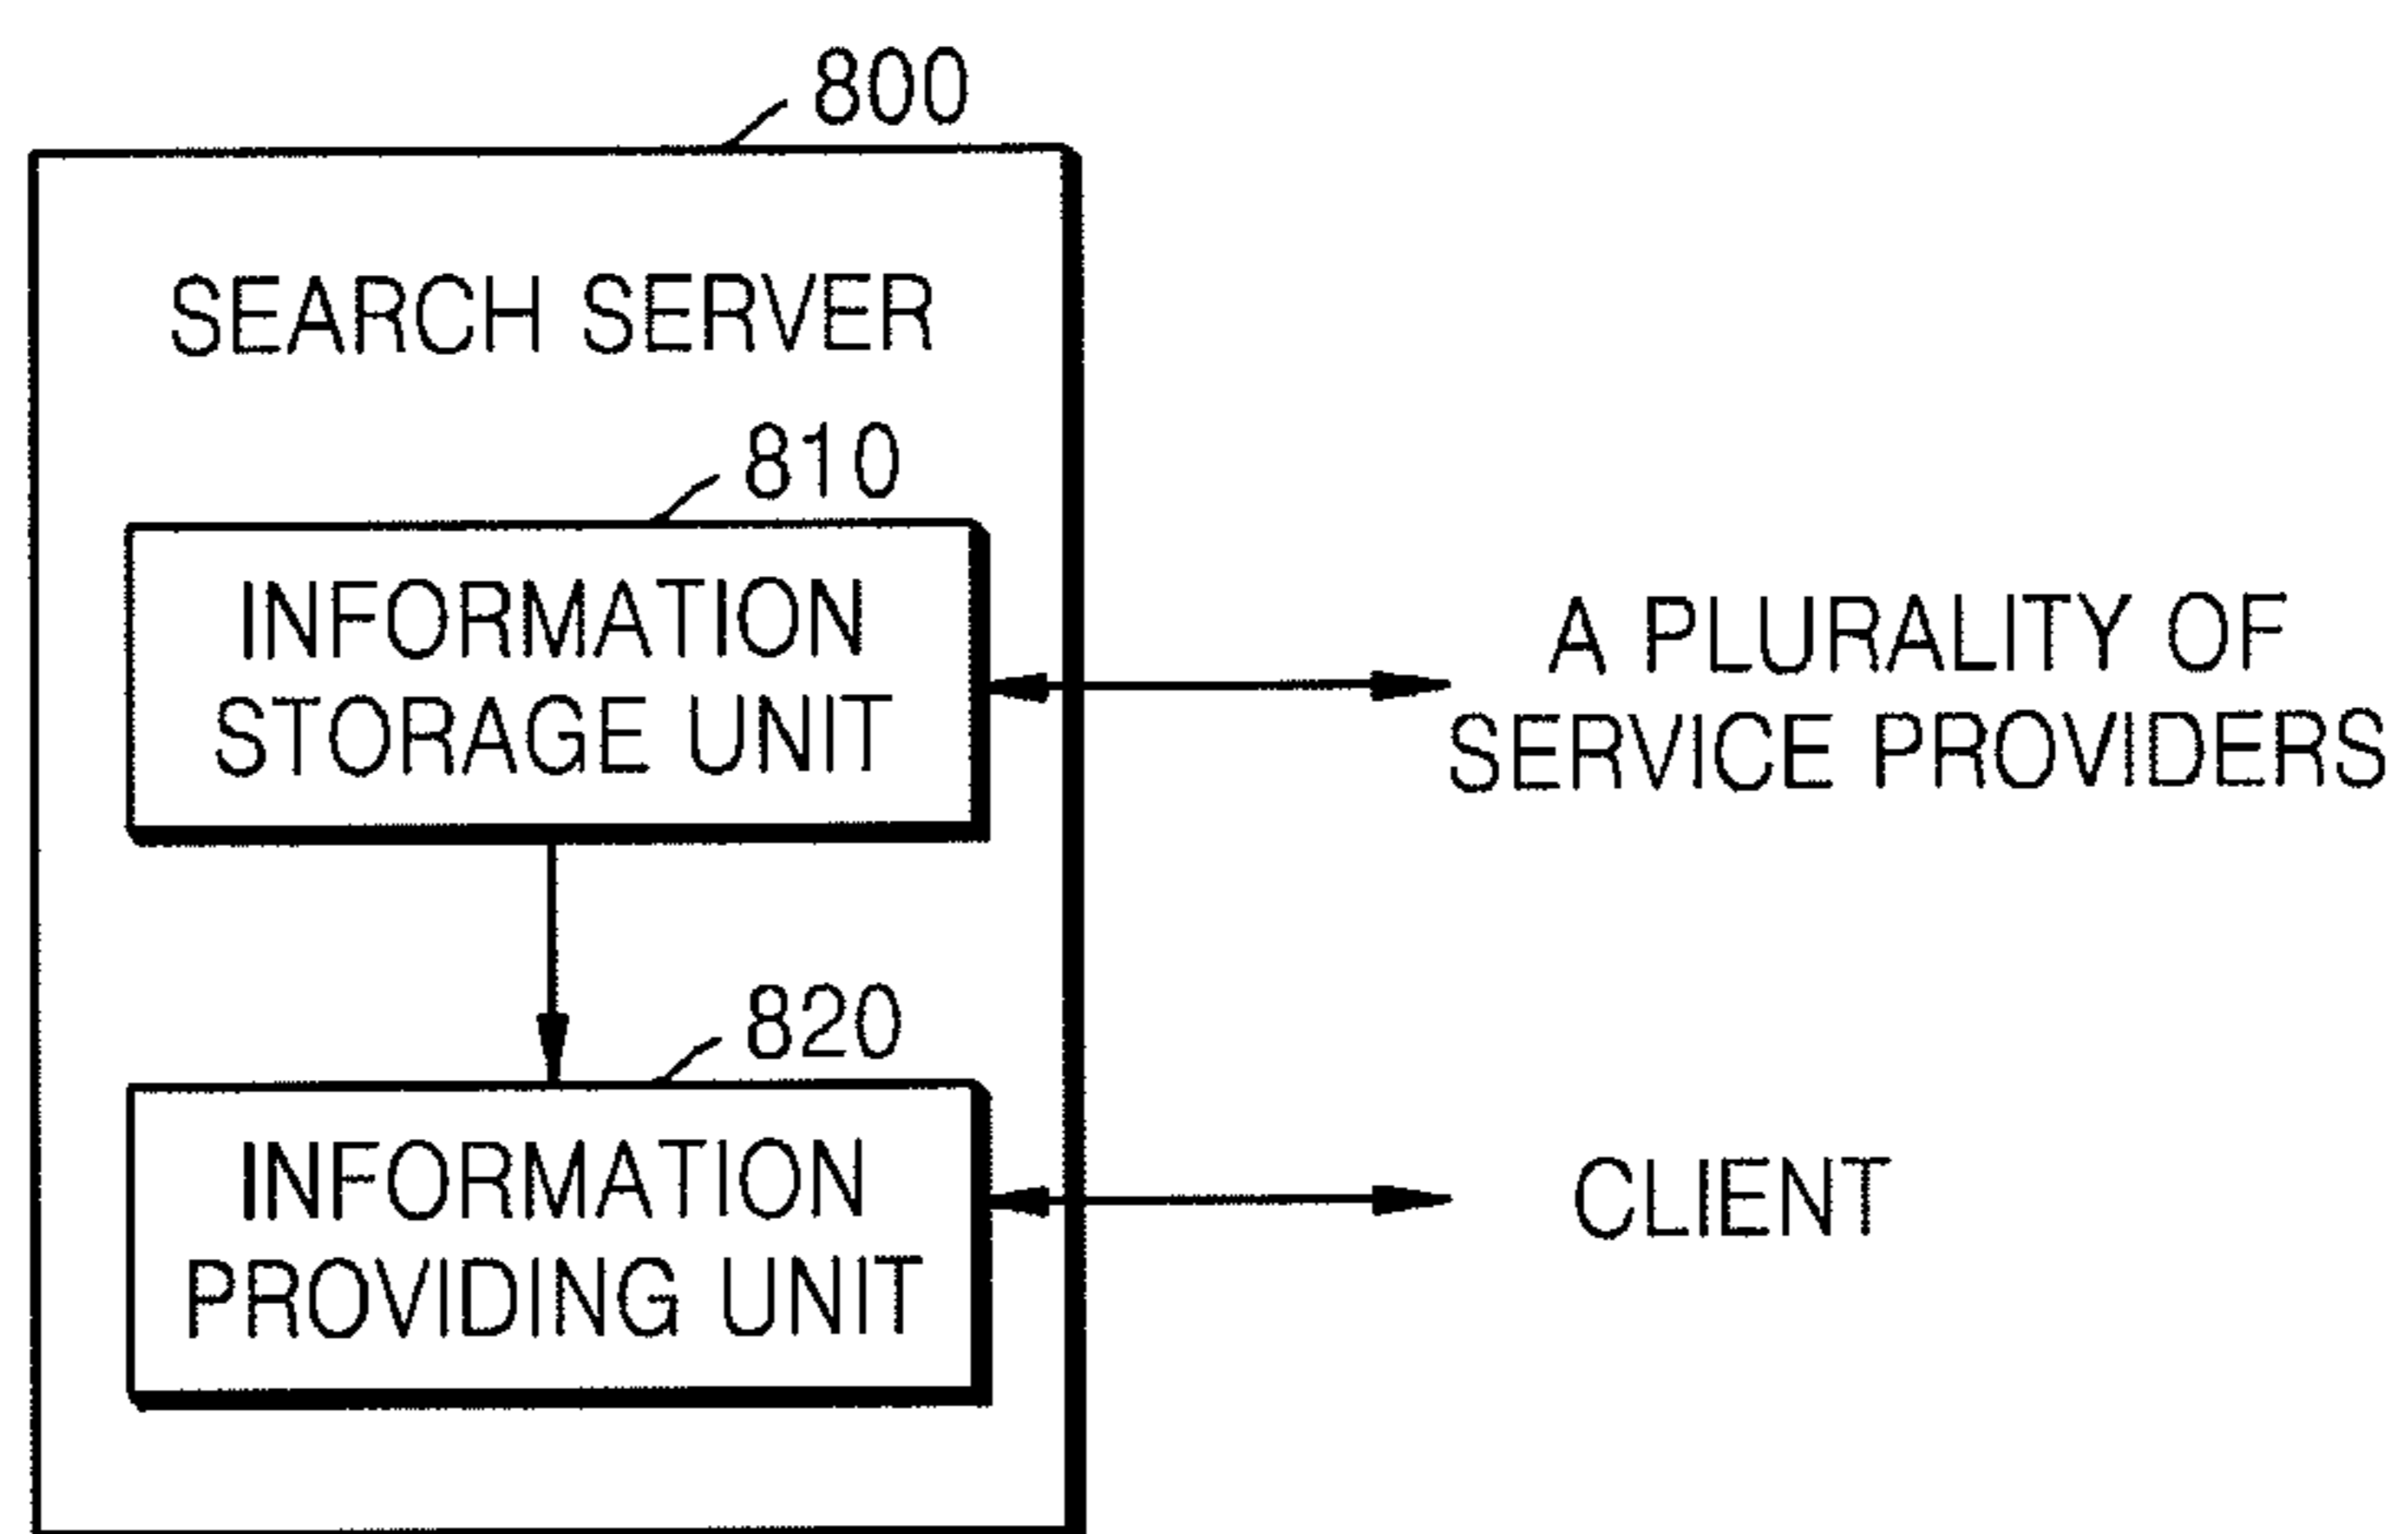 800
SEARCH SERVER
810
INFORMATION
STORAGE UNIT
A PLURALITY OF
SERVICE PROVIDERS
820
INFORMATION
PROVIDING UNIT
CLIENT